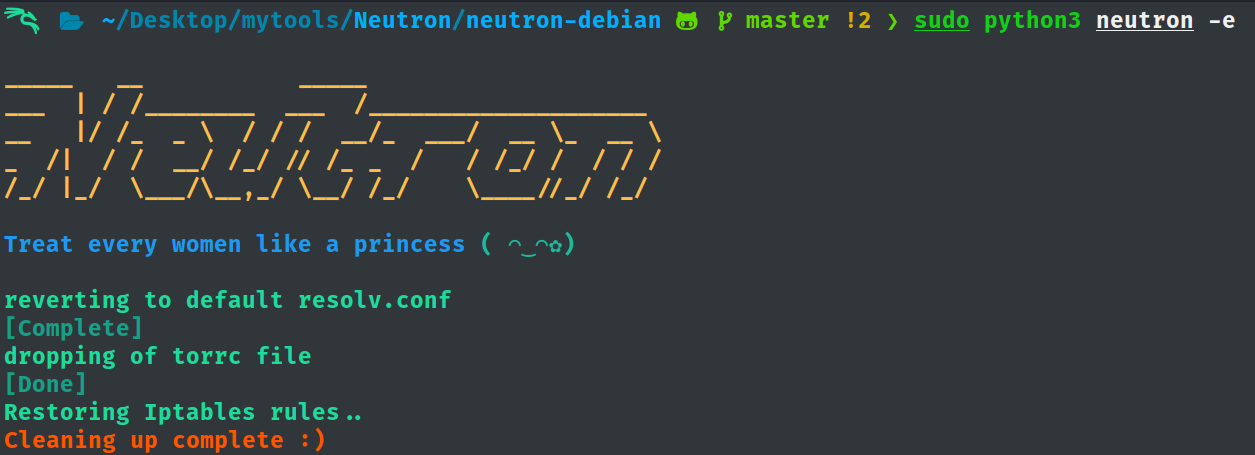 ~/Desktop/mytools/Neutron/neutron-debian master !2 ❯ sudo python3 neutron -e
Neutron
Treat every women like a princess ( ◠‿◠✿)
reverting to default resolv.conf
[Complete]
dropping of torrc file
[Done]
Restoring Iptables rules..
Cleaning up complete :)